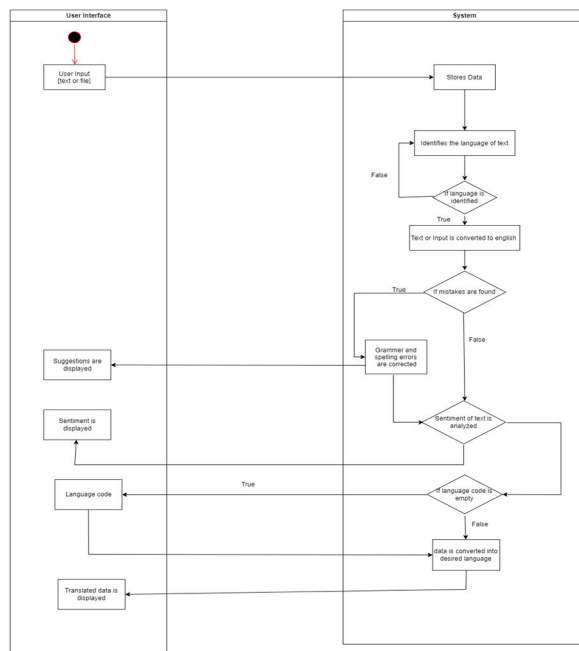 User Interface
System
User Input
[text or file]
Stores Data
Identifies the language of text
False
If language is
identified
True
Text or Input is converted to english
If mistakes are found
True
False
Grammer and
spelling errors
are corrected
Suggestions are
displayed
Sentiment of text is
analyzed
Sentiment is
displayed
Language code
True
If language code is
empty
False
data is converted into
desired language
Translated data is
displayed